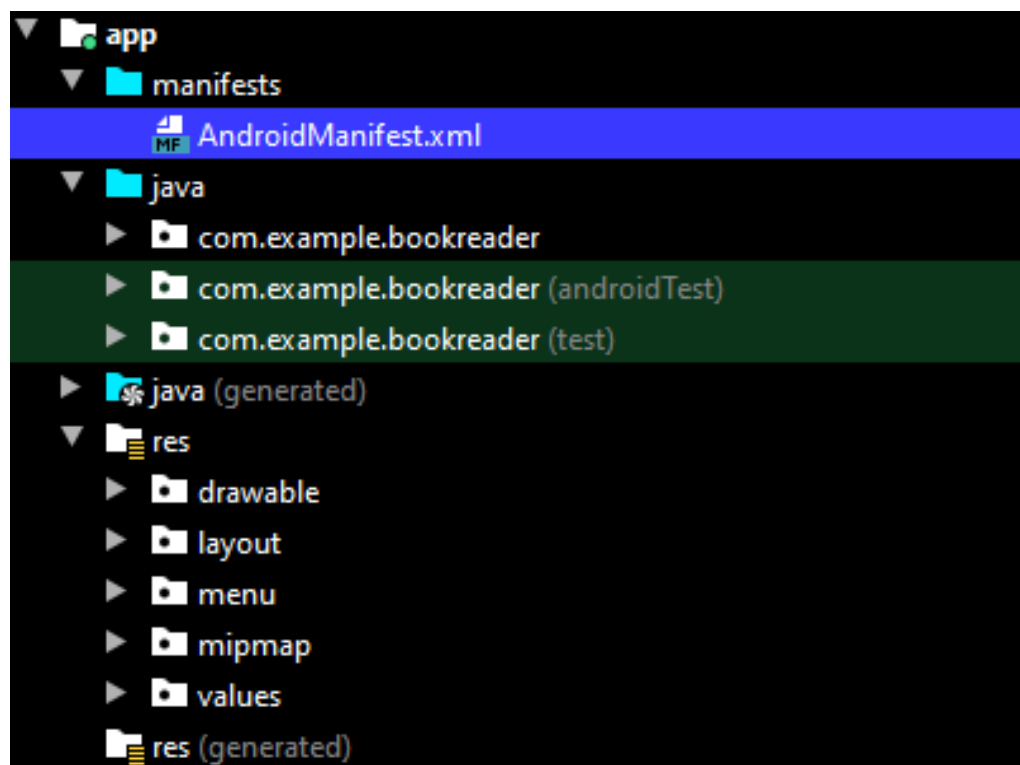 app
manifests
MF AndroidManifest.xml
java
com.example.bookreader
com.example.bookreader (androidTest)
com.example.bookreader (test)
java (generated)
res
drawable
layout
menu
mipmap
values
res (generated)